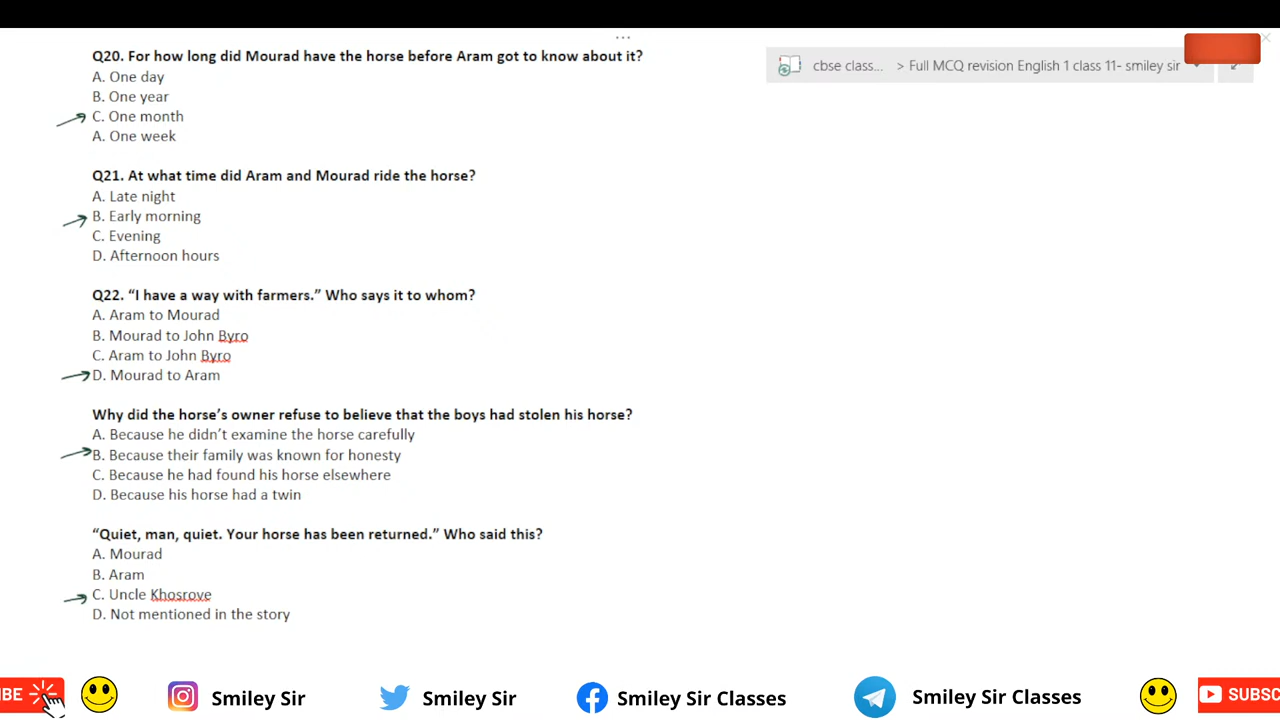 Q20. For how long did Mourad have the horse before Aram got to know about it?
A. One day
B. One year
C. One month
A. One week
Q21. At what time did Aram and Mourad ride the horse?
A. Late night
B. Early morning
C. Evening
D. Afternoon hours
Q22. “I have a way with farmers.” Who says it to whom?
A. Aram to Mourad
B. Mourad to John Byro
C. Aram to John Byro
D. Mourad to Aram
Why did the horse’s owner refuse to believe that the boys had stolen his horse?
A. Because he didn’t examine the horse carefully
B. Because their family was known for honesty
C. Because he had found his horse elsewhere
D. Because his horse had a twin
“Quiet, man, quiet. Your horse has been returned.” Who said this?
A. Mourad
B. Aram
C. Uncle Khosrove
D. Not mentioned in the story
cbse class... > Full MCQ revision English 1 class 11- smiley sir
IBE Smiley Sir Smiley Sir Smiley Sir Classes Smiley Sir Classes SUBSC